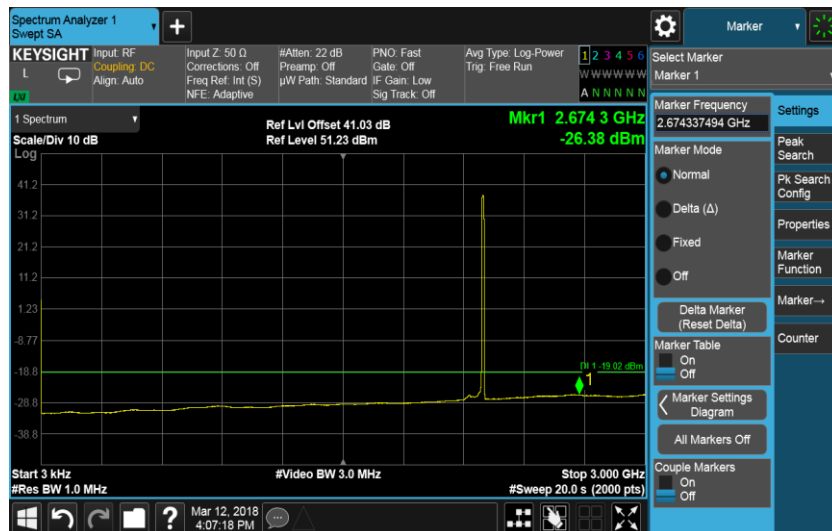 Spectrum Analyzer 1
Swept SA
+
Marker
KEYSIGHT
L
LXI
Input: RF
Coupling: DC
Align: Auto
Input Z: 50 Ω
Corrections: Off
Freq Ref: Int (S)
NFE: Adaptive
#Atten: 22 dB
Preamp: Off
µW Path: Standard
PNO: Fast
Gate: Off
IF Gain: Low
Sig Track: Off
Avg Type: Log-Power
Trig: Free Run
1 2 3 4 5 6
W W W W W W
A N N N N N
Select Marker
Marker 1
1 Spectrum
Scale/Div 10 dB
Log
Ref Lvl Offset 41.03 dB
Ref Level 51.23 dBm
Mkr1 2.674 3 GHz
-26.38 dBm
41.2
31.2
21.2
11.2
1.23
-8.77
-18.8
-28.8
-38.8
DL1 -19.02 dBm
1
Start 3 kHz
#Res BW 1.0 MHz
#Video BW 3.0 MHz
Stop 3.000 GHz
#Sweep 20.0 s (2000 pts)
Marker Frequency
2.674337494 GHz
Marker Mode
Normal
Delta (Δ)
Fixed
Off
Delta Marker
(Reset Delta)
Marker Table
On
Off
Marker Settings
Diagram
All Markers Off
Couple Markers
On
Off
Settings
Peak
Search
Pk Search
Config
Properties
Marker
Function
Marker→
Counter
?
Mar 12, 2018
4:07:18 PM